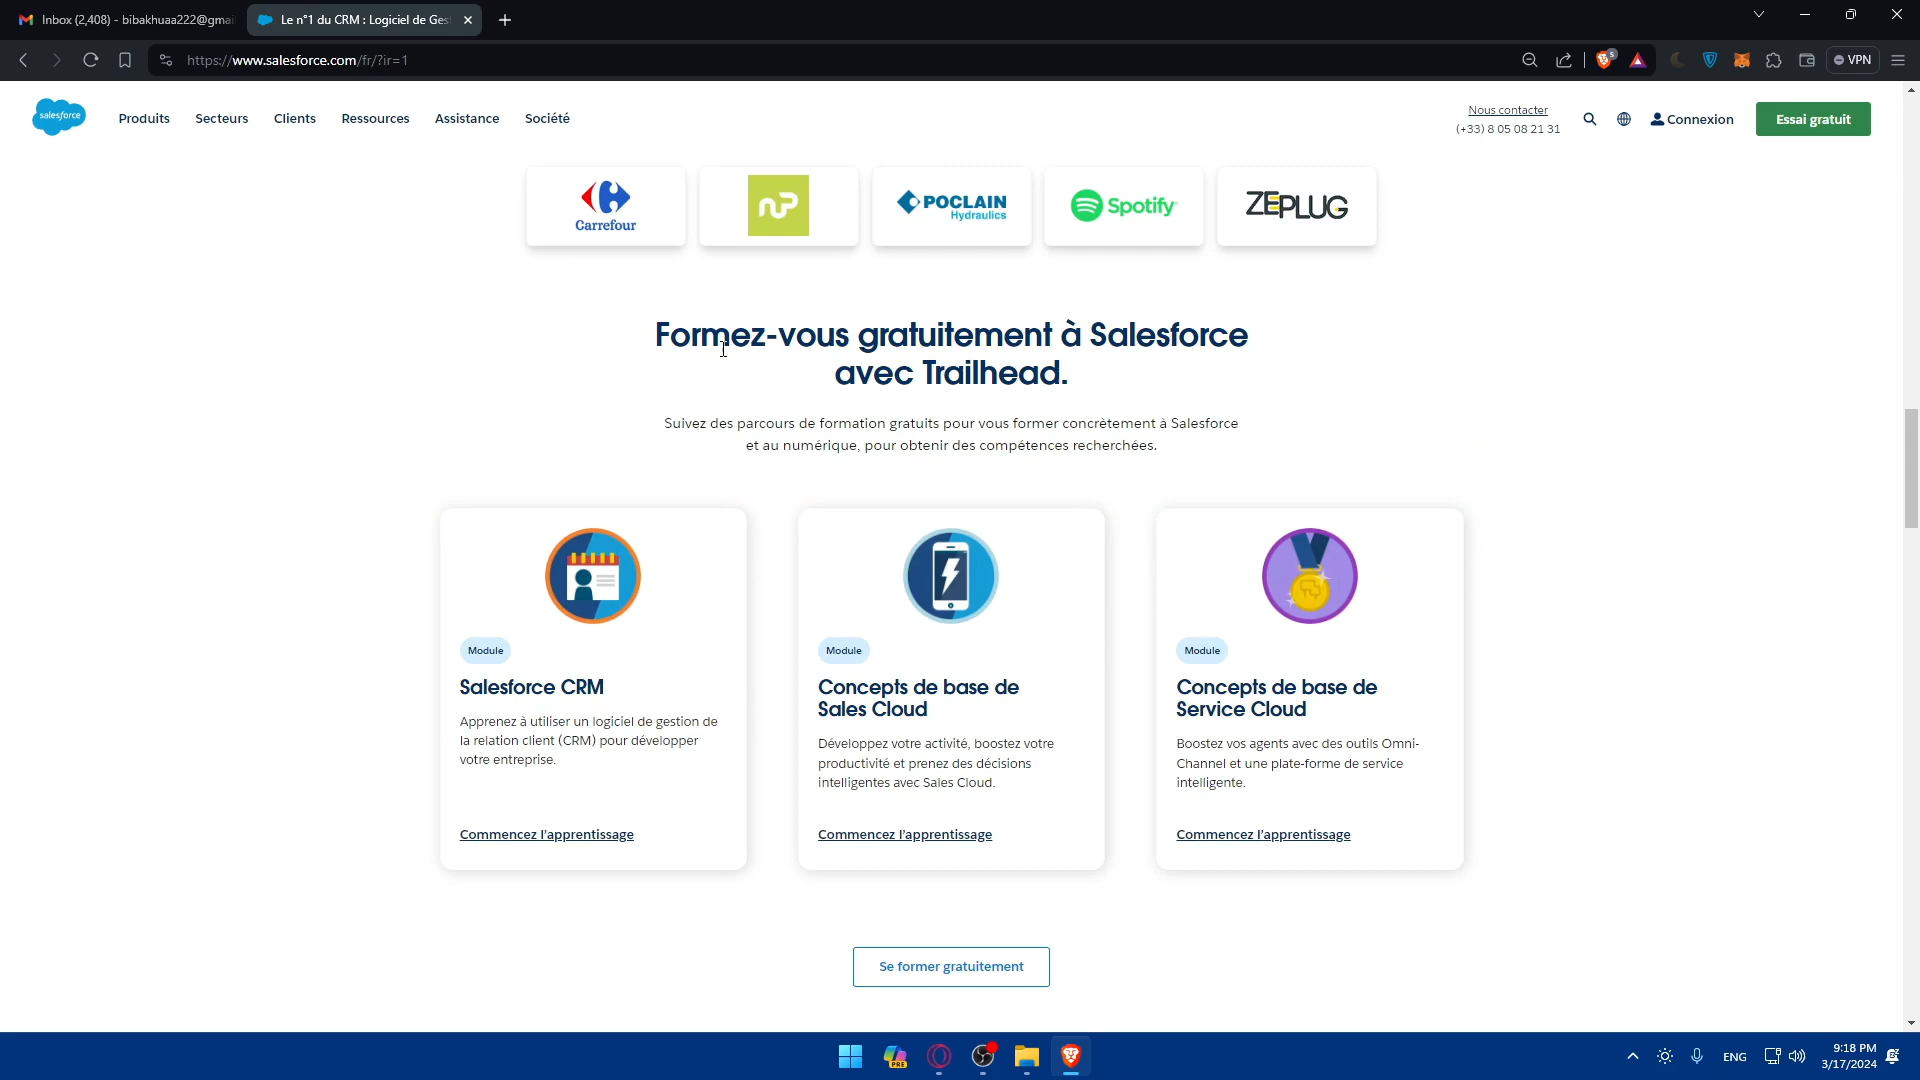 Inbox (2,408) - bibakhuaa222@gmai
Le n°1 du CRM : Logiciel de Ges
https://www.salesforce.com/fr/?ir=1
5
VPN
salesforce
Produits
Secteurs
Clients
Ressources
Assistance
Société
Nous contacter
(+33) 8 05 08 21 31
Connexion
Essai gratuit
Carrefour
POCLAIN
Hydraulics
Spotify
ZEPLUG
Formez-vous gratuitement à Salesforce
avec Trailhead.
Suivez des parcours de formation gratuits pour vous former concrètement à Salesforce
et au numérique, pour obtenir des compétences recherchées.
Module
Salesforce CRM
Apprenez à utiliser un logiciel de gestion de
la relation client (CRM) pour développer
votre entreprise.
Commencez l'apprentissage
Module
Concepts de base de
Sales Cloud
Développez votre activité, boostez votre
productivité et prenez des décisions
intelligentes avec Sales Cloud.
Commencez l'apprentissage
Module
Concepts de base de
Service Cloud
Boostez vos agents avec des outils Omni-
Channel et une plate-forme de service
intelligente.
Commencez l'apprentissage
Se former gratuitement
PRE
ENG
9:18 PM
3/17/2024